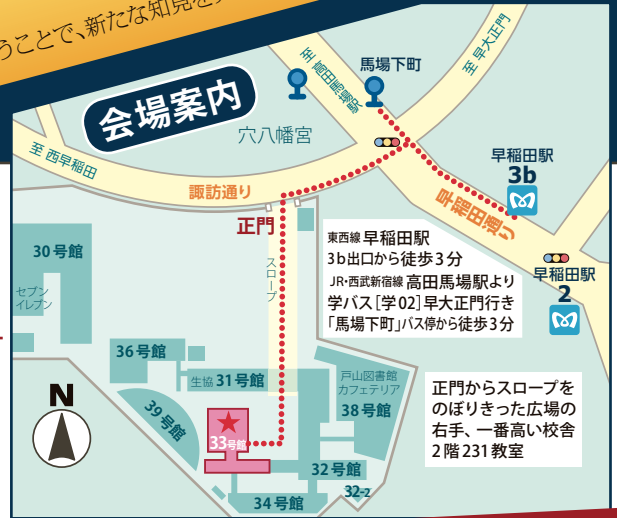 うことで、新たな知見を
会場案内
至 高田馬場駅
馬場下町
至 早大正門
穴八幡宮
至 西早稲田
諏訪通り
早稲田駅
3b
早稲田通り
正門
スロープ
東西線 早稲田駅
3b出口から徒歩3分
JR・西武新宿線 高田馬場駅より
学バス[学02]早大正門行き
「馬場下町」バス停から徒歩3分
早稲田駅
2
30号館
セブン
イレブン
36号館
生協 31号館
戸山図書館
カフェテリア
38号館
39号館
33号館
32号館
32-2
34号館
N
正門からスロープを
のぼりきった広場の
右手、一番高い校舎
2階231教室